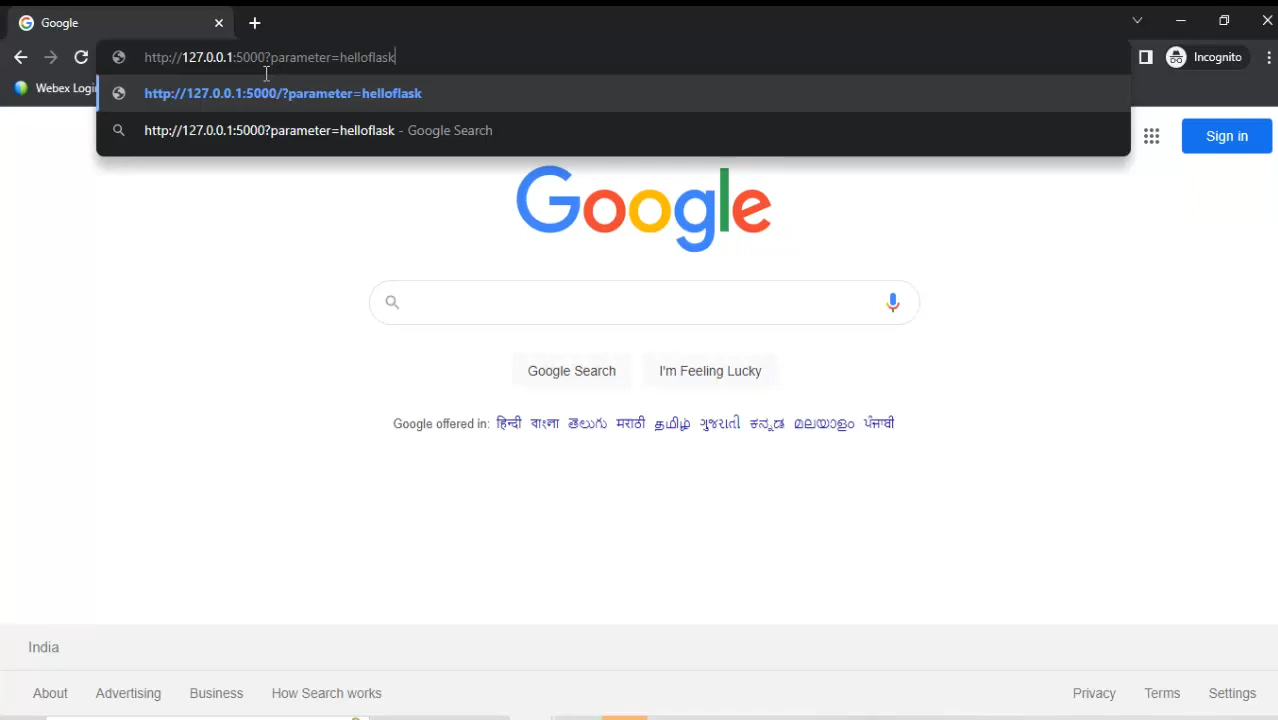 Google
http://127.0.0.1:5000?parameter=helloflask
Incognito
Webex Logi
http://127.0.0.1:5000/?parameter=helloflask
http://127.0.0.1:5000?parameter=helloflask - Google Search
Sign in
Google
Google Search I'm Feeling Lucky
Google offered in: हिन्दी বাংলা తెలుగు मराठी தமிழ் ગુજરાતી ಕನ್ನಡ മലയാളം ਪੰਜਾਬੀ
India
About Advertising Business How Search works Privacy Terms Settings